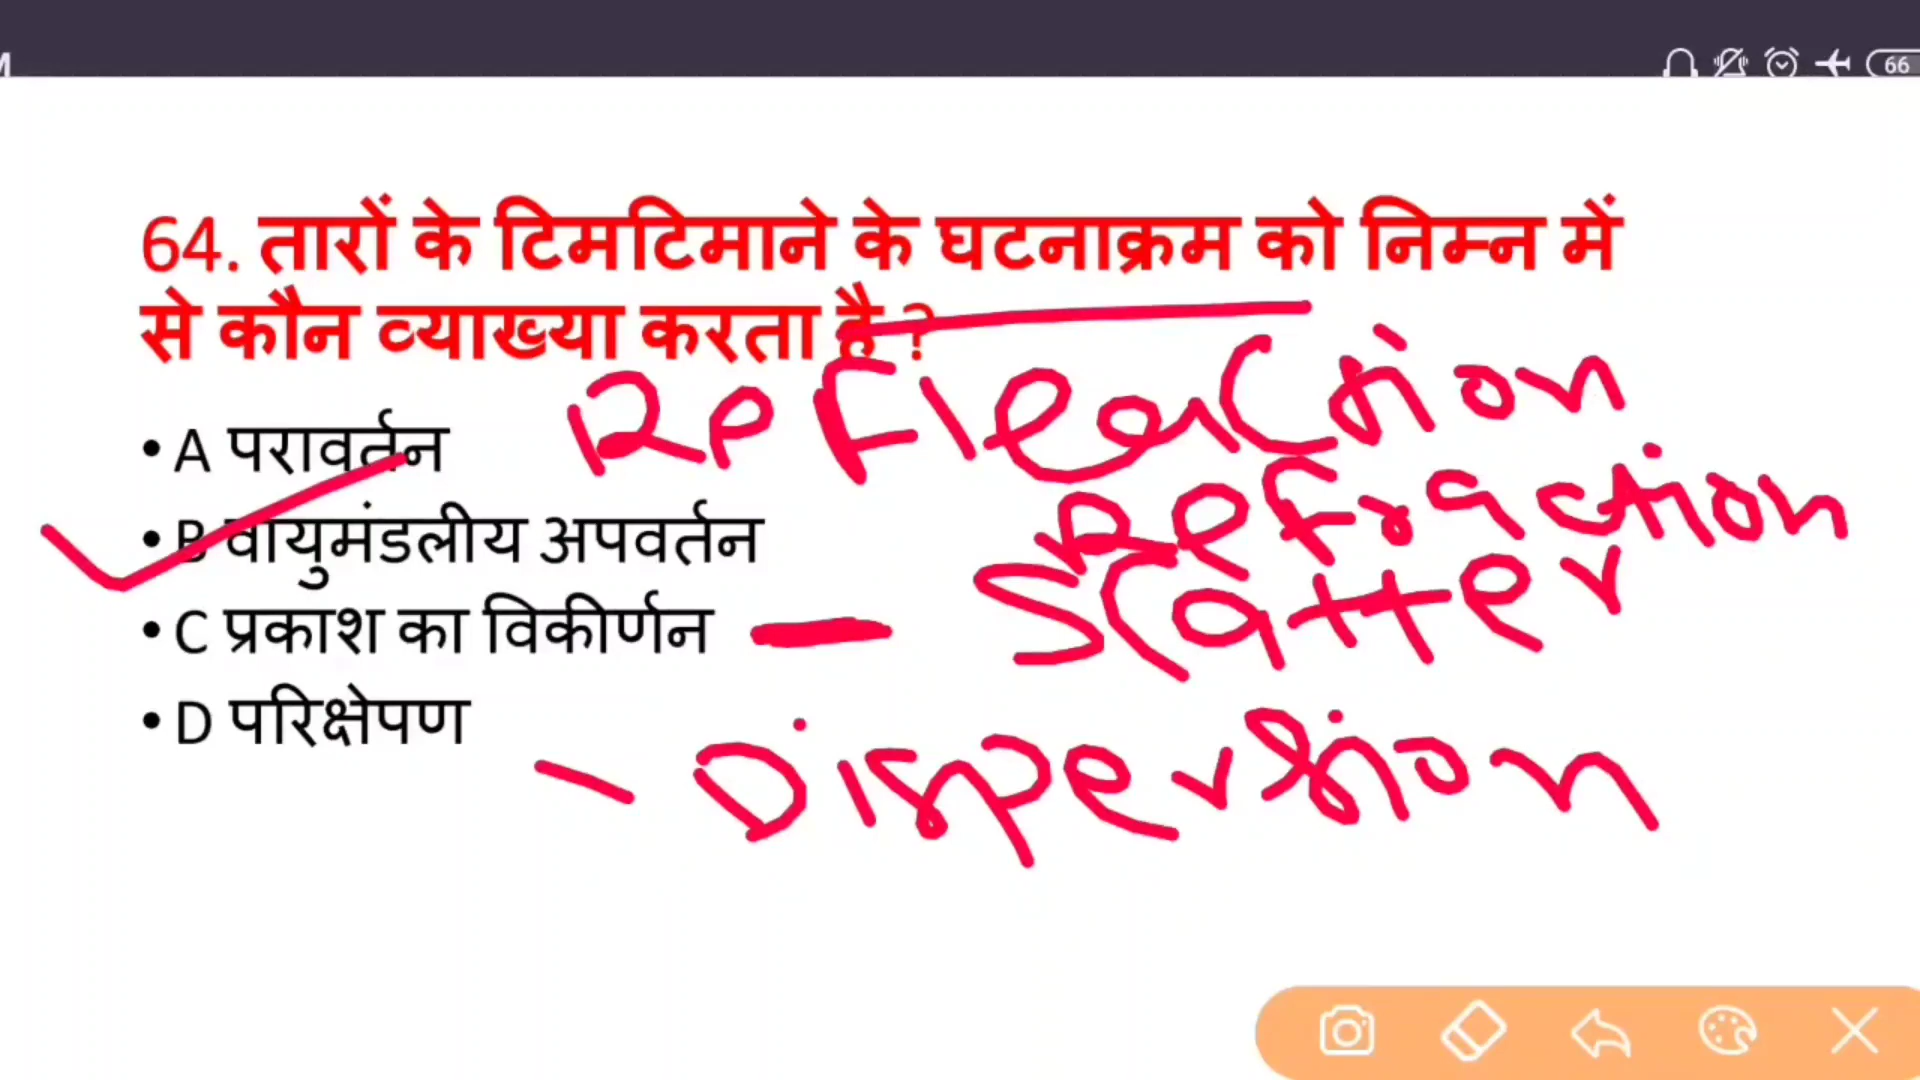 66
64. तारों के टिमटिमाने के घटनाक्रम को निम्न में
से कौन व्याख्या करता है ?
Reflection
• A परावर्तन
Refraction
• B वायुमंडलीय अपवर्तन
Scatter
• C प्रकाश का विकीर्णन
• D परिक्षेपण
Dispersion